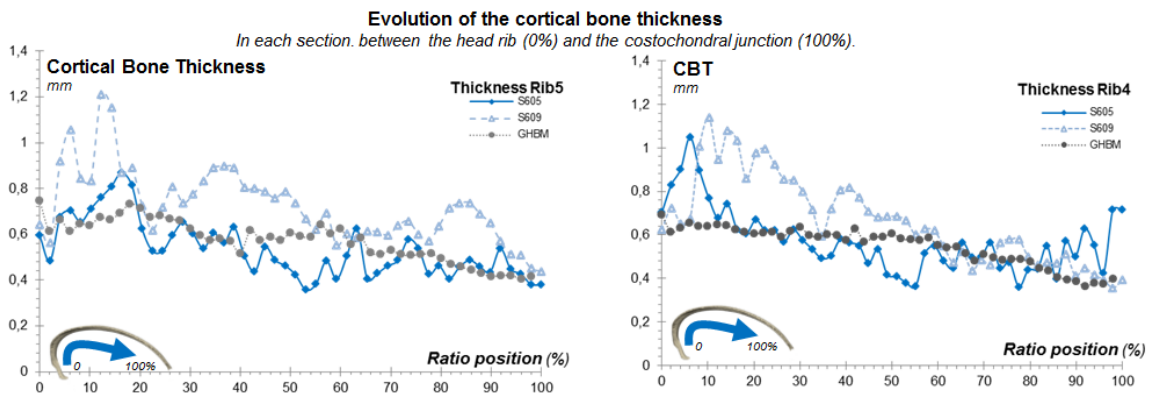 Evolution of the cortical bone thickness
In each section. between the head rib (0%) and the costochondral junction (100%).
Cortical Bone Thickness
mm
Thickness Rib5
S605
S609
GHBM
1,4
1,2
1
0,8
0,6
0,4
0,2
0
0 10 20 30 40 50 60 70 80 90 100
0 100%
Ratio position (%)
CBT
mm
Thickness Rib4
S605
S609
GHBM
1,4
1,2
1
0,8
0,6
0,4
0,2
0
0 10 20 30 40 50 60 70 80 90 100
0 100%
Ratio position (%)